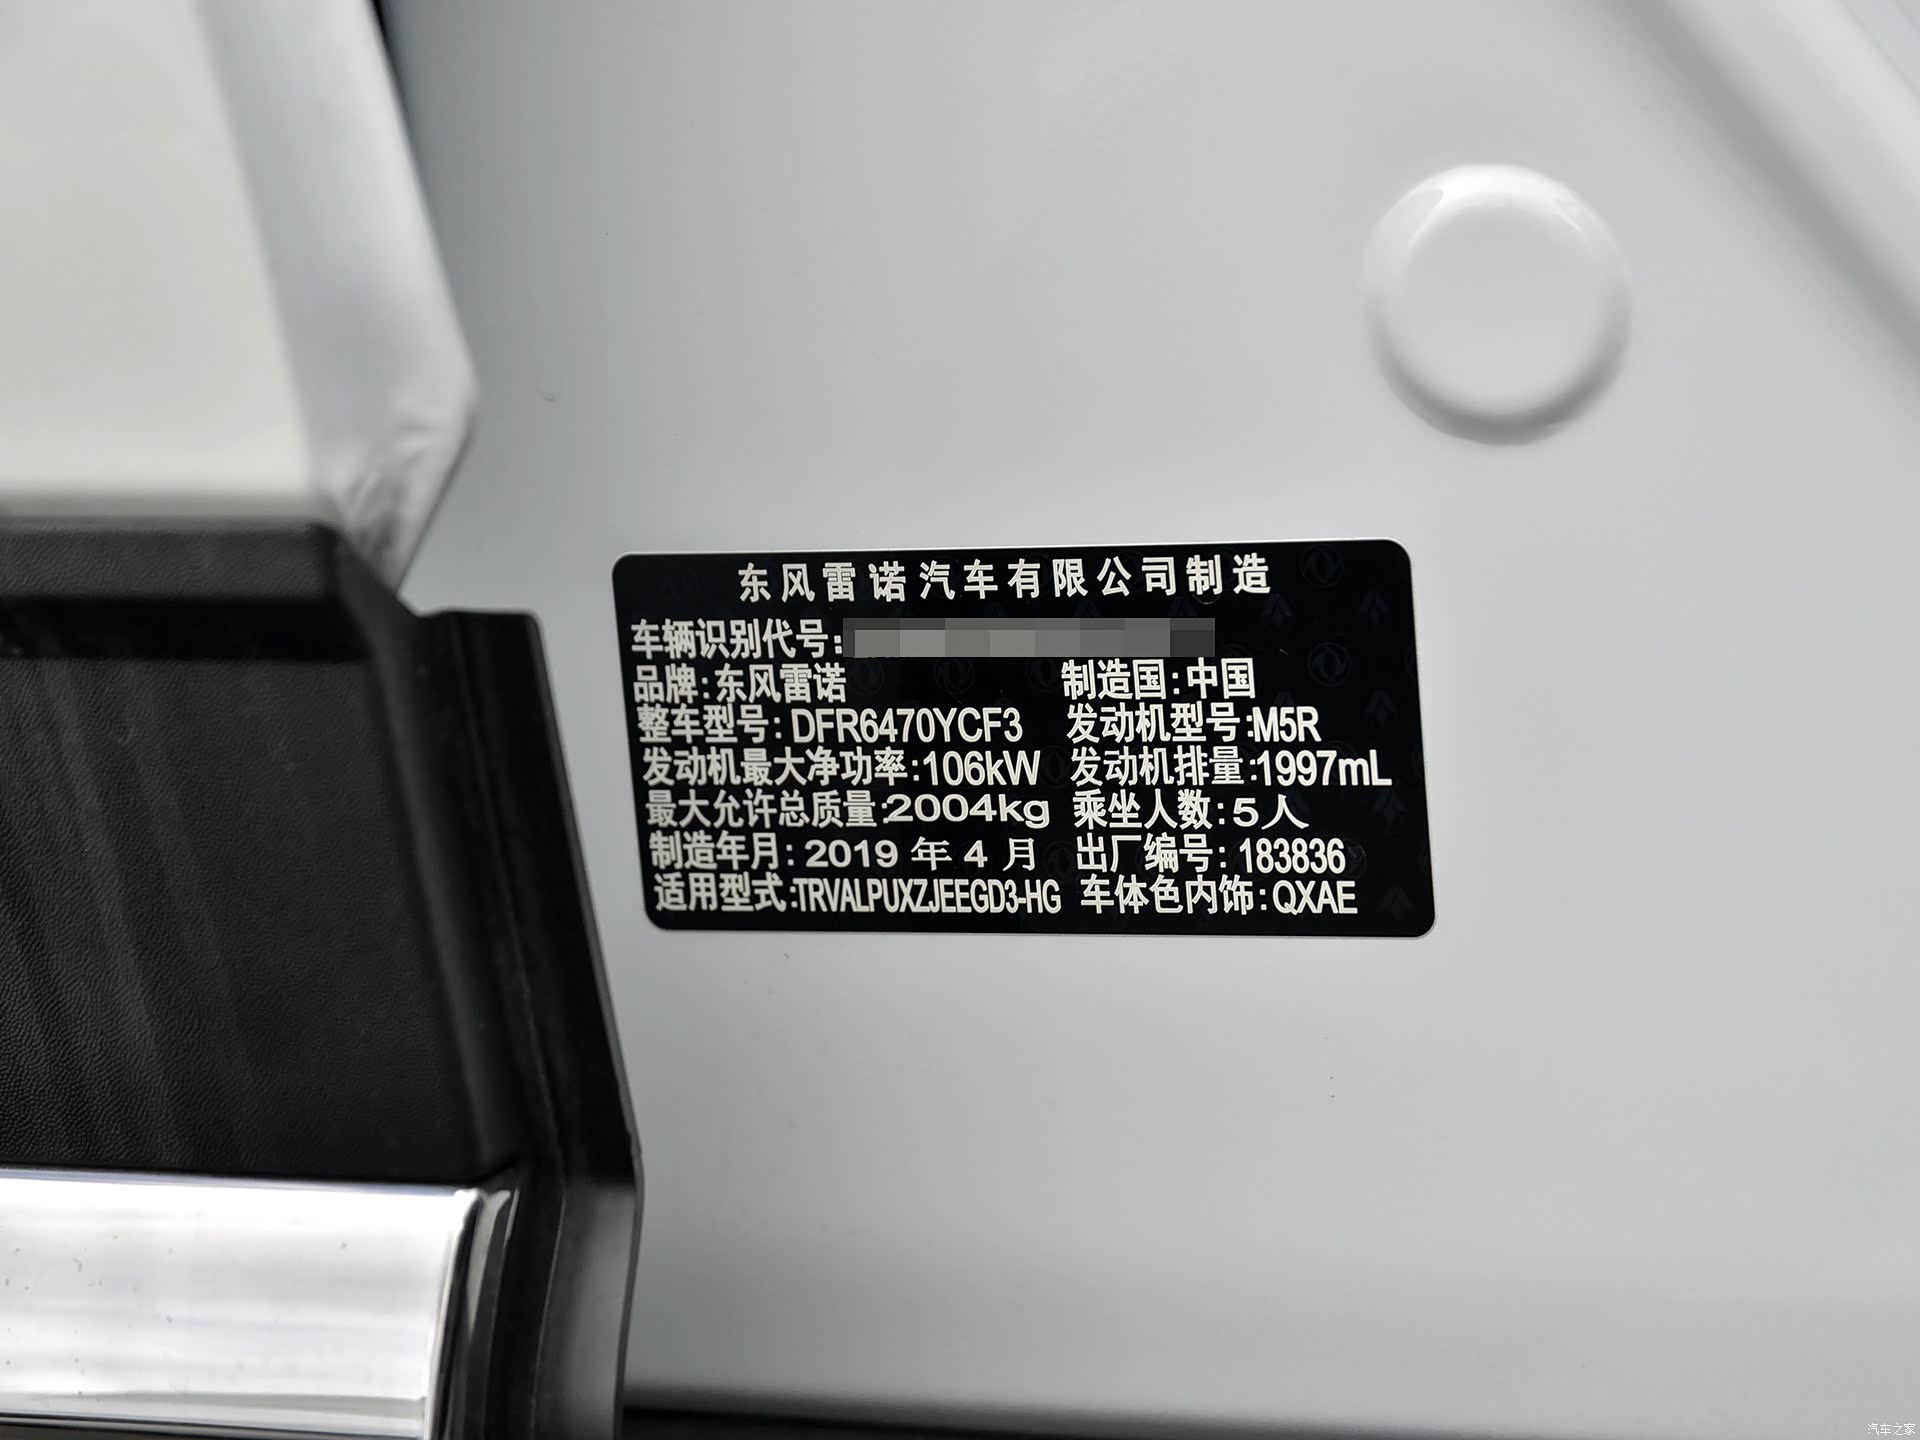 东风雷诺汽车有限公司制造
车辆识别代号:
品牌:东风雷诺 制造国:中国
整车型号:DFR6470YCF3 发动机型号:M5R
发动机最大净功率:106kW 发动机排量:1997mL
最大允许总质量:2004kg 乘坐人数:5人
制造年月:2019年4月 出厂编号:183836
适用型式:TRVALPUXZJEEGD3-HG 车体色内饰:QXAE
汽车之家